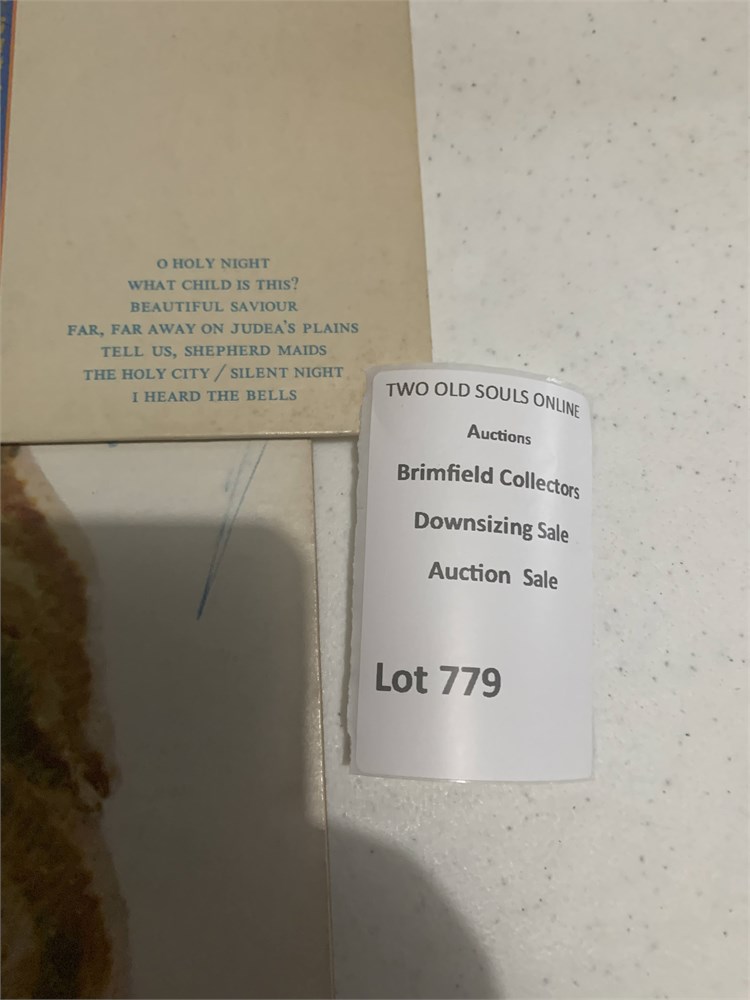 O HOLY NIGHT
WHAT CHILD IS THIS?
BEAUTIFUL SAVIOUR
FAR, FAR AWAY ON JUDEA'S PLAINS
TELL US, SHEPHERD MAIDS
THE HOLY CITY / SILENT NIGHT
I HEARD THE BELLS
TWO OLD SOULS ONLINE
Auctions
Brimfield Collectors
Downsizing Sale
Auction Sale
Lot 779